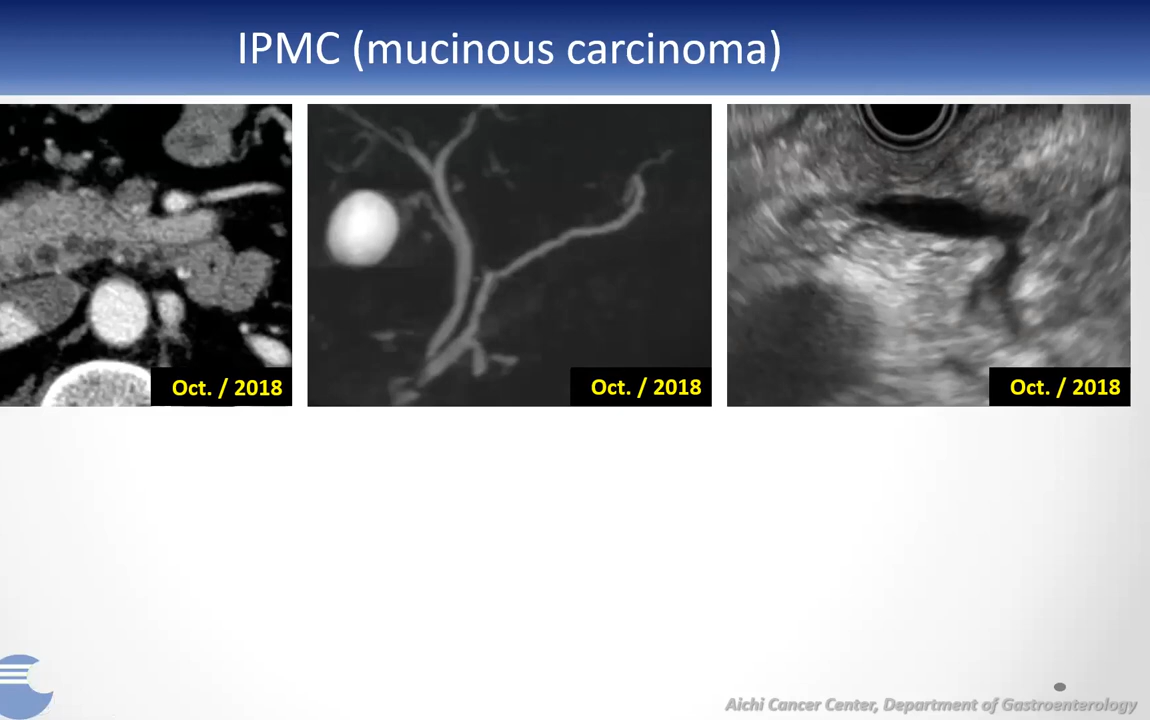 IPMC (mucinous carcinoma)
Oct. / 2018
Oct. / 2018
Oct. / 2018
Aichi Cancer Center, Department of Gastroenterology